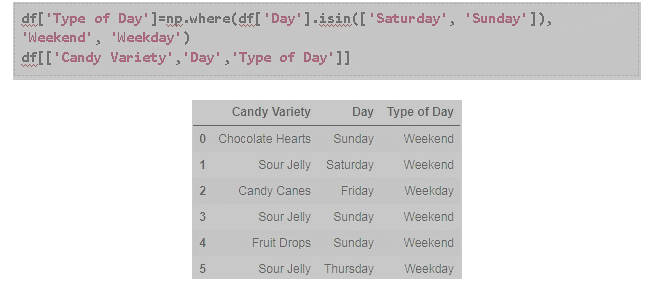 df['Type of Day']=np.where(df['Day'].isin(['Saturday', 'Sunday']),
'Weekend', 'Weekday')
df[['Candy Variety','Day','Type of Day']]
Candy Variety Day Type of Day
0 Chocolate Hearts Sunday Weekend
1 Sour Jelly Saturday Weekend
2 Candy Canes Friday Weekday
3 Sour Jelly Sunday Weekend
4 Fruit Drops Sunday Weekend
5 Sour Jelly Thursday Weekday